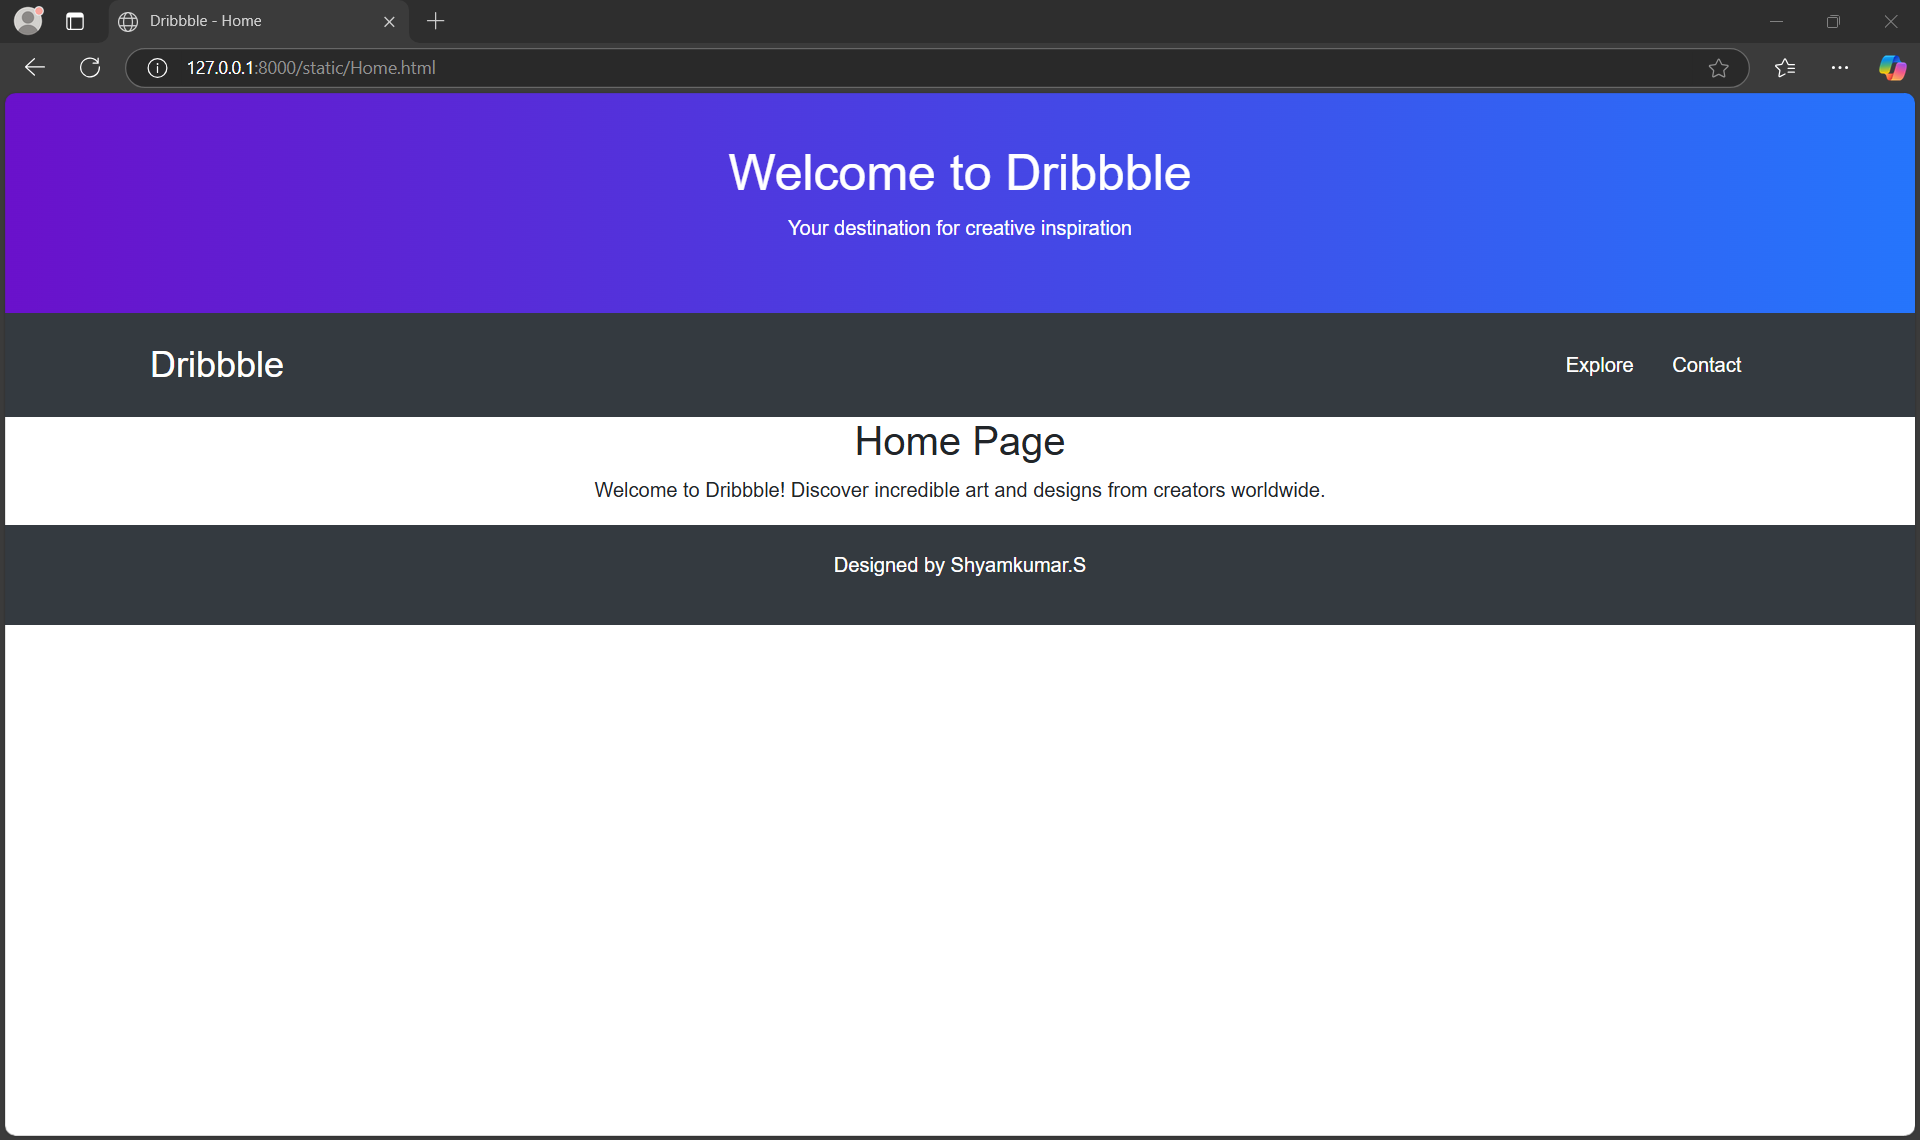 Dribbble - Home
127.0.0.1:8000/static/Home.html
Welcome to Dribbble
Your destination for creative inspiration
Dribbble
Explore Contact
Home Page
Welcome to Dribbble! Discover incredible art and designs from creators worldwide.
Designed by Shyamkumar.S